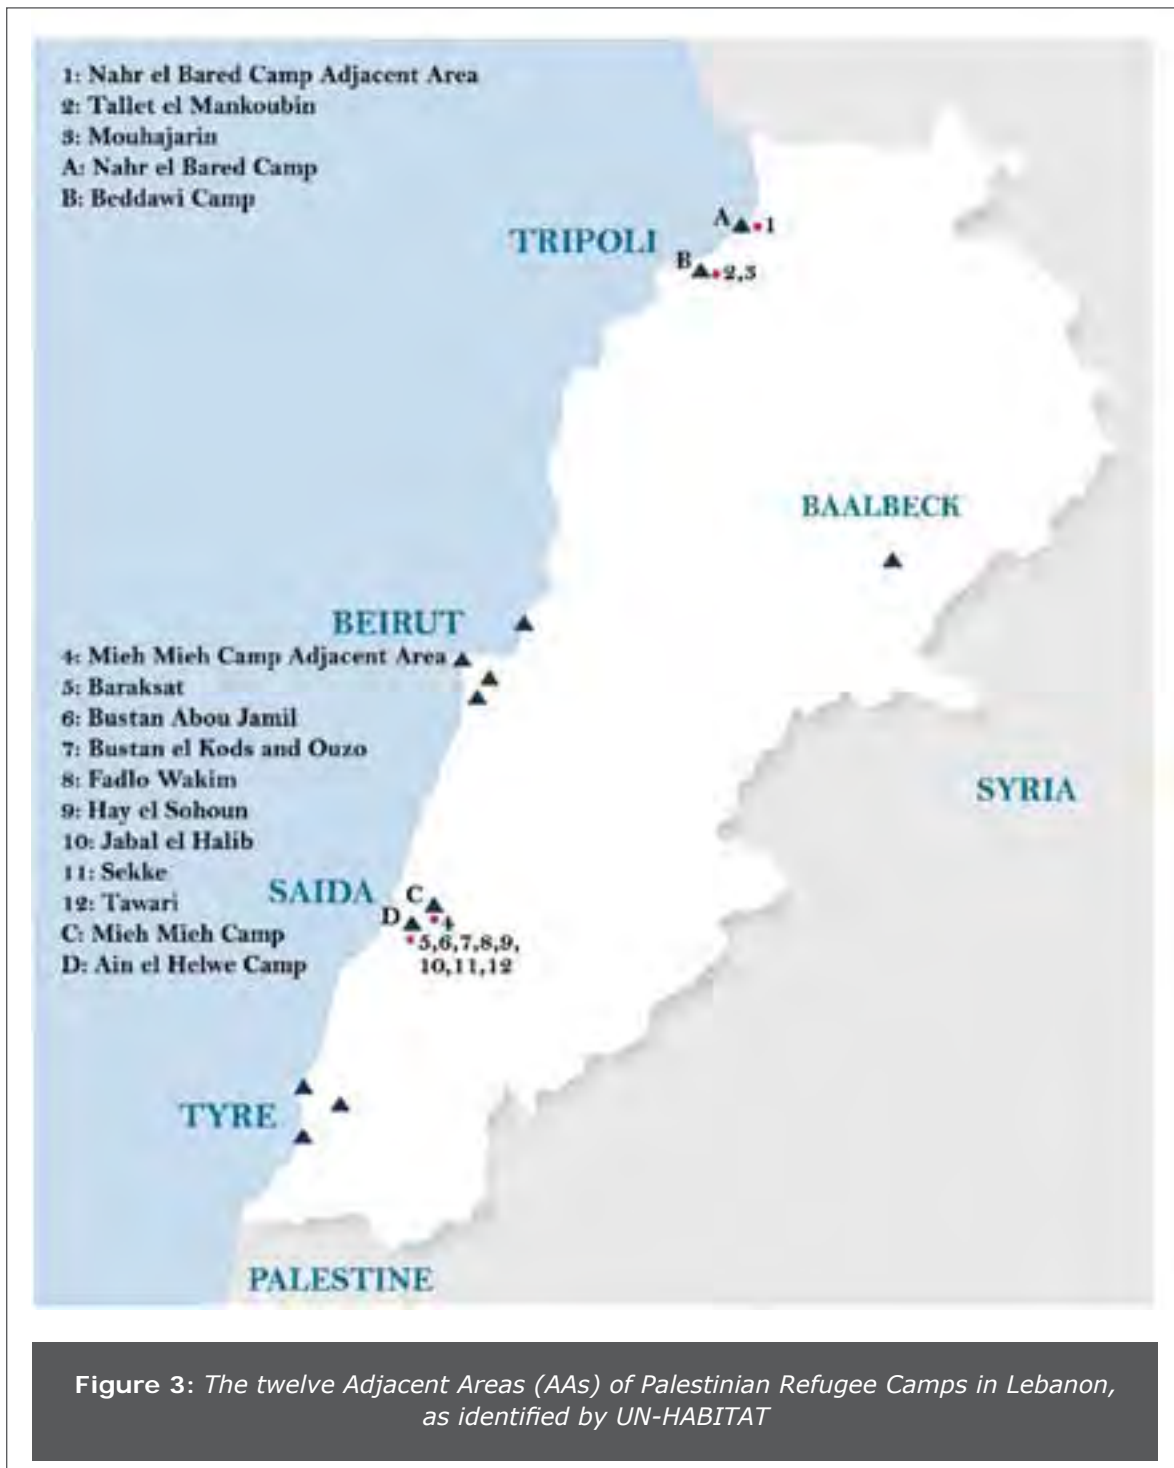 1: Nahr el Bared Camp Adjacent Area
2: Tallet el Mankoubin
3: Mouhajarin
A: Nahr el Bared Camp
B: Beddawi Camp
A 1
TRIPOLI
B 2,3
BAALBECK
BEIRUT
4: Mieh Mieh Camp Adjacent Area
5: Baraksat
6: Bustan Abou Jamil
7: Bustan el Kods and Ouzo
8: Fadlo Wakim
9: Hay el Sohoun
10: Jabal el Halib
11: Sekke
12: Tawari
C: Mieh Mieh Camp
D: Ain el Helwe Camp
SYRIA
SAIDA
C
D 4
5,6,7,8,9,
10,11,12
TYRE
PALESTINE
Figure 3: The twelve Adjacent Areas (AAs) of Palestinian Refugee Camps in Lebanon,
as identified by UN-HABITAT